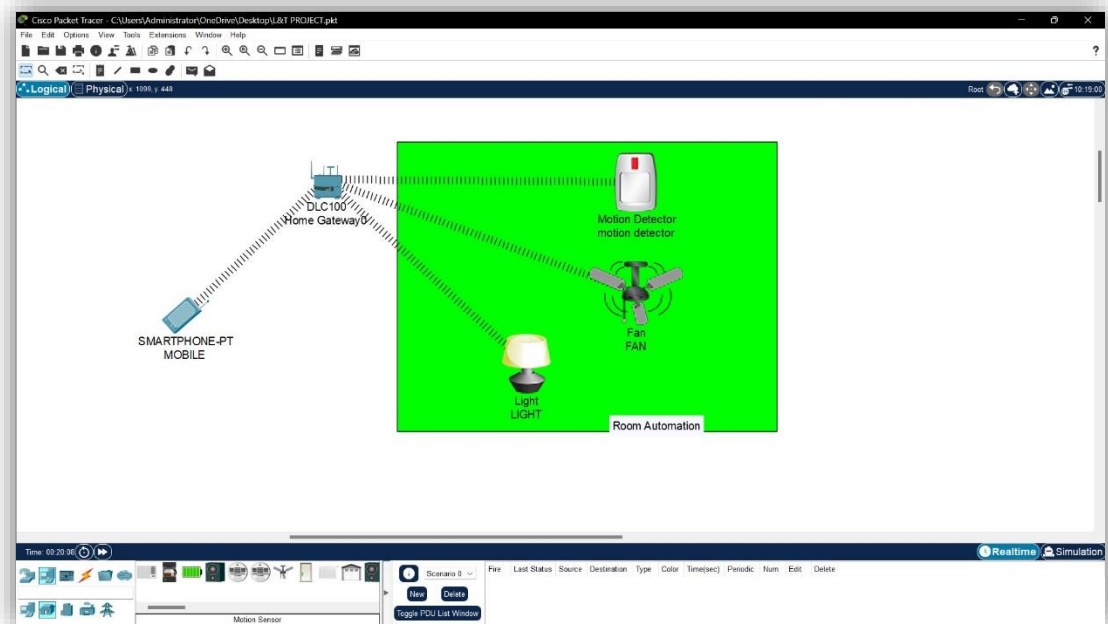 Cisco Packet Tracer - C:\Users\Administrator\OneDrive\Desktop\L&T PROJECT.pkt
File Edit Options View Tools Extensions Window Help
?
Logical Physical x: 1099, y: 448 Root 10:19:00
DLC100
Home Gateway0
Motion Detector
motion detector
Fan
FAN
SMARTPHONE-PT
MOBILE
Light
LIGHT
Room Automation
Time: 00:20:08 Realtime Simulation
Scenario 0 Fire Last Status Source Destination Type Color Time(sec) Periodic Num Edit Delete
New Delete
Toggle PDU List Window
Motion Sensor